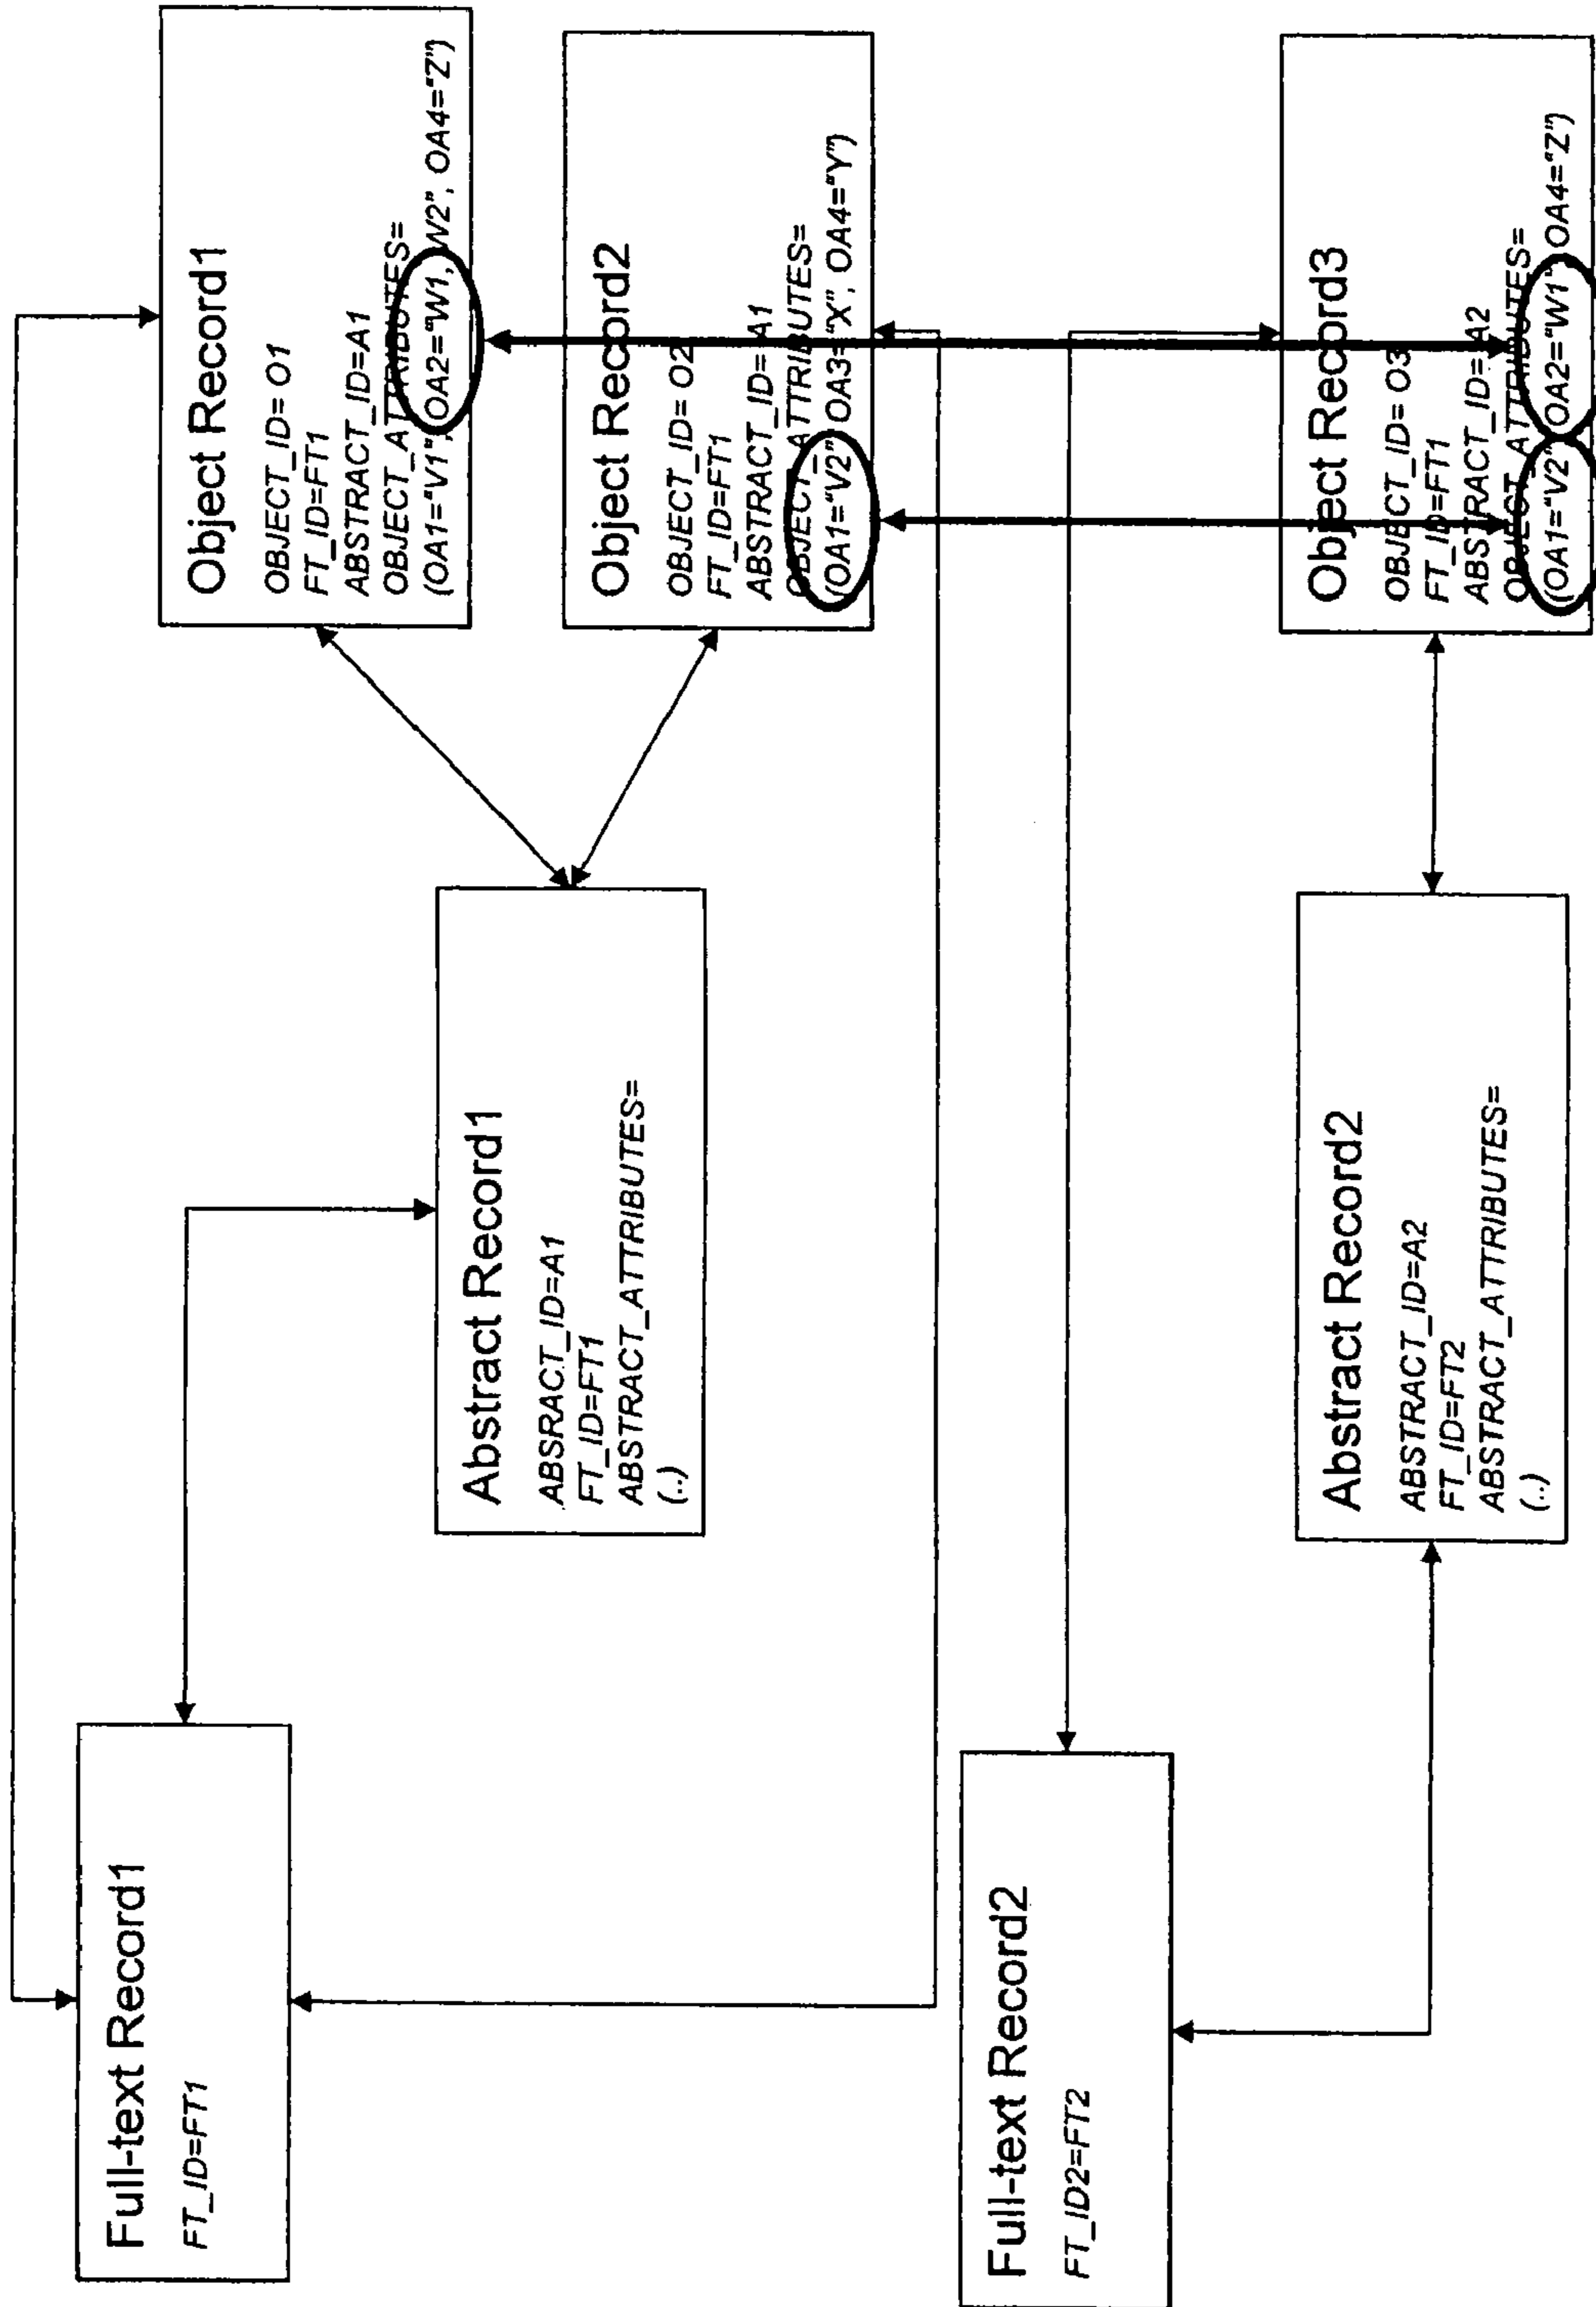 Full-text Record1
FT_ID=FT1
Abstract Record1
ABSRACT_ID=A1
FT_ID=FT1
ABSTRACT_ATTRIBUTES=
(..)
Object Record1
OBJECT_ID= O1
FT_ID=FT1
ABSTRACT_ID=A1
OBJECT_ATTRIBUTES=
(OA1="V1", OA2="W1, W2", OA4="Z")
Object Record2
OBJECT_ID= O2
FT_ID=FT1
ABSTRACT_ID= A1
OBJECT_ATTRIBUTES=
(OA1="V2", OA3="X", OA4="Y")
Full-text Record2
FT_ID2=FT2
Abstract Record2
ABSTRACT_ID=A2
FT_ID=FT2
ABSTRACT_ATTRIBUTES=
(..)
Object Record3
OBJECT_ID= O3
FT_ID=FT1
ABSTRACT_ID=A2
OBJECT_ATTRIBUTES=
(OA1="V2", OA2="W1", OA4="Z")